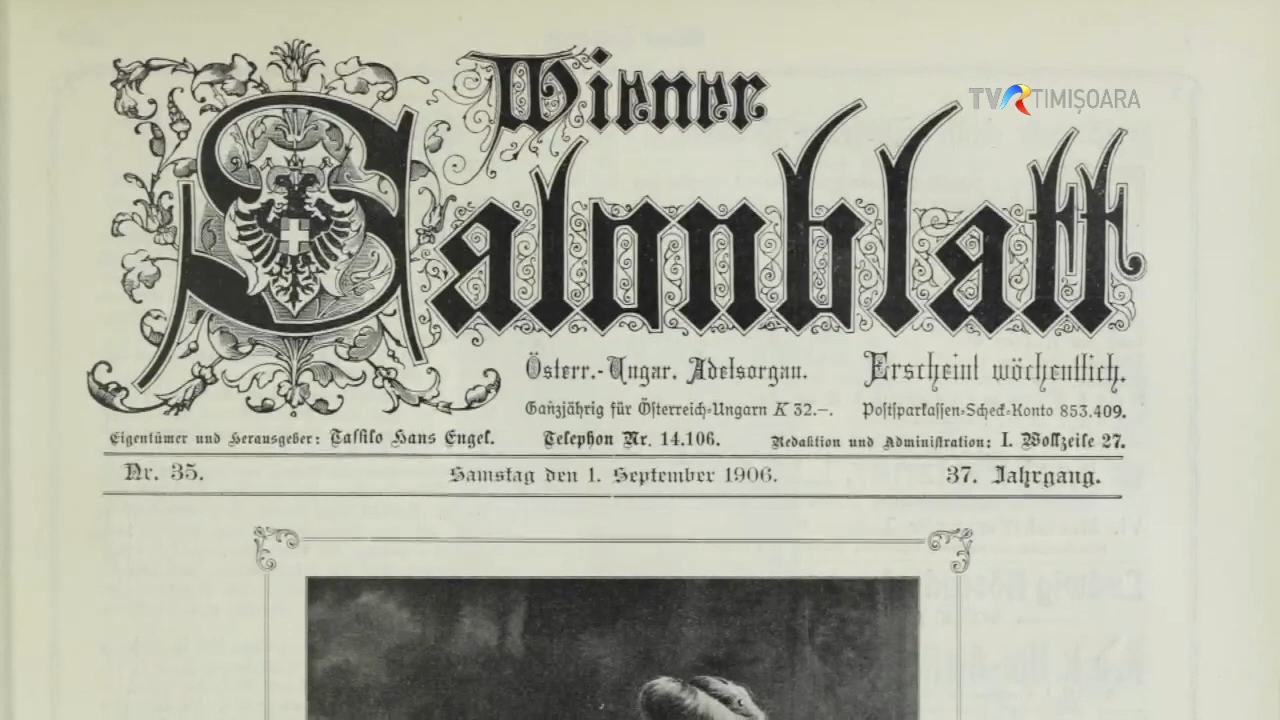 Wiener
TVR TIMIȘOARA
Salonblatt
Österr.-Ungar. Adelsorgan. Erscheint wöchentlich.
Ganzjährig für Österreich-Ungarn K 32.–. Postsparkassen-Scheck-Konto 853.409.
Eigentümer und Herausgeber: Tassilo Hans Engel. Telephon Nr. 14.106. Redaktion und Administration: I. Wollzeile 27.
Nr. 35. Samstag den 1. September 1906. 37. Jahrgang.